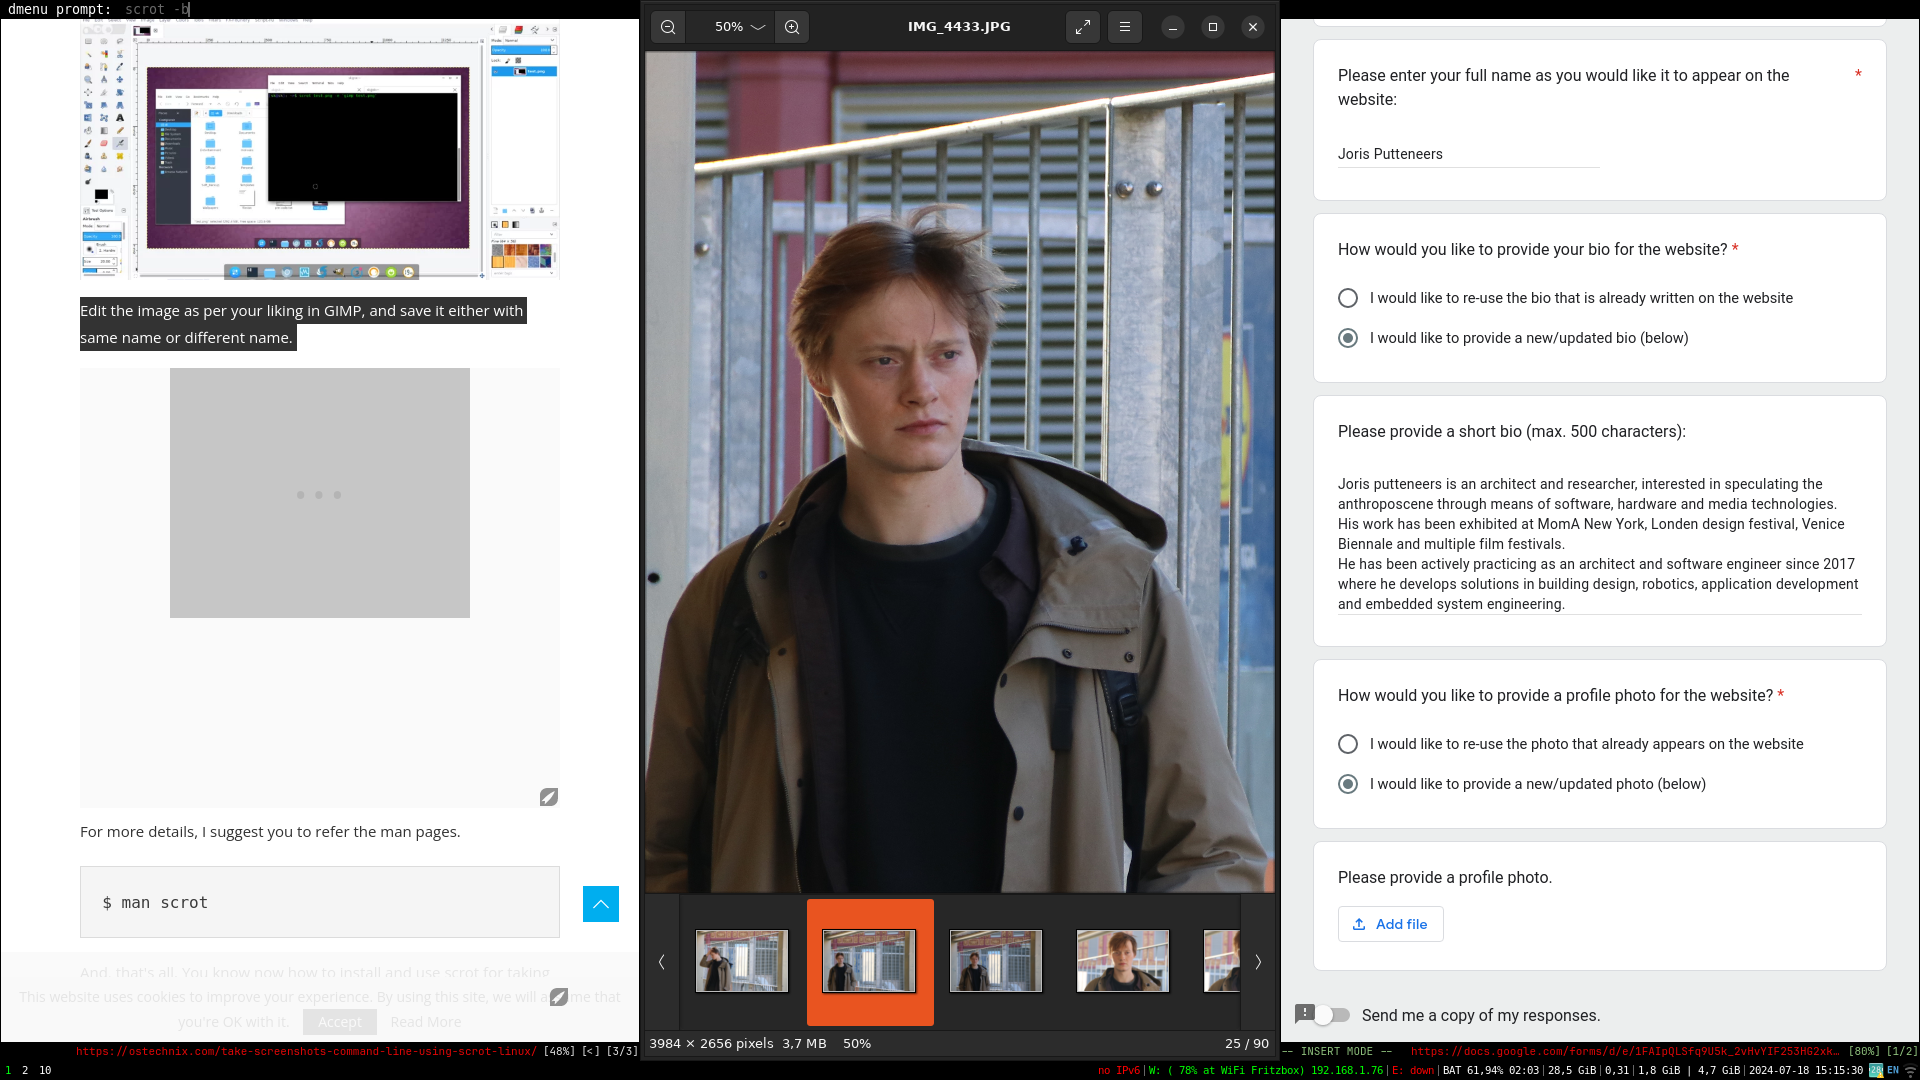 dmenu prompt: scrot -b
Edit the image as per your liking in GIMP, and save it either with
same name or different name.
For more details, I suggest you to refer the man pages.
$ man scrot
And, that's all. You know now how to install and use scrot for taking
This website uses cookies to improve your experience. By using this site, we will assume that
you're OK with it. Accept Read More
https://ostechnix.com/take-screenshots-command-line-using-scrot-linux/ [48%] [<] [3/3]
50%
IMG_4433.JPG
3984 × 2656 pixels 3,7 MB 50%
25 / 90
Please enter your full name as you would like it to appear on the
website:
*
Joris Putteneers
How would you like to provide your bio for the website? *
I would like to re-use the bio that is already written on the website
I would like to provide a new/updated bio (below)
Please provide a short bio (max. 500 characters):
Joris putteneers is an architect and researcher, interested in speculating the
anthroposcene through means of software, hardware and media technologies.
His work has been exhibited at MomA New York, Londen design festival, Venice
Biennale and multiple film festivals.
He has been actively practicing as an architect and software engineer since 2017
where he develops solutions in building design, robotics, application development
and embedded system engineering.
How would you like to provide a profile photo for the website? *
I would like to re-use the photo that already appears on the website
I would like to provide a new/updated photo (below)
Please provide a profile photo.
Add file
Send me a copy of my responses.
-- INSERT MODE -- https://docs.google.com/forms/d/e/1FAIpQLSfq9U5k_2vHvYIF253HG2xk… [80%] [1/2]
1 2 10
no IPv6 | W: ( 78% at WiFi Fritzbox) 192.168.1.76 | E: down | BAT 61,94% 02:03 | 28,5 GiB | 0,31 | 1,8 GiB | 4,7 GiB | 2024-07-18 15:15:30 EN